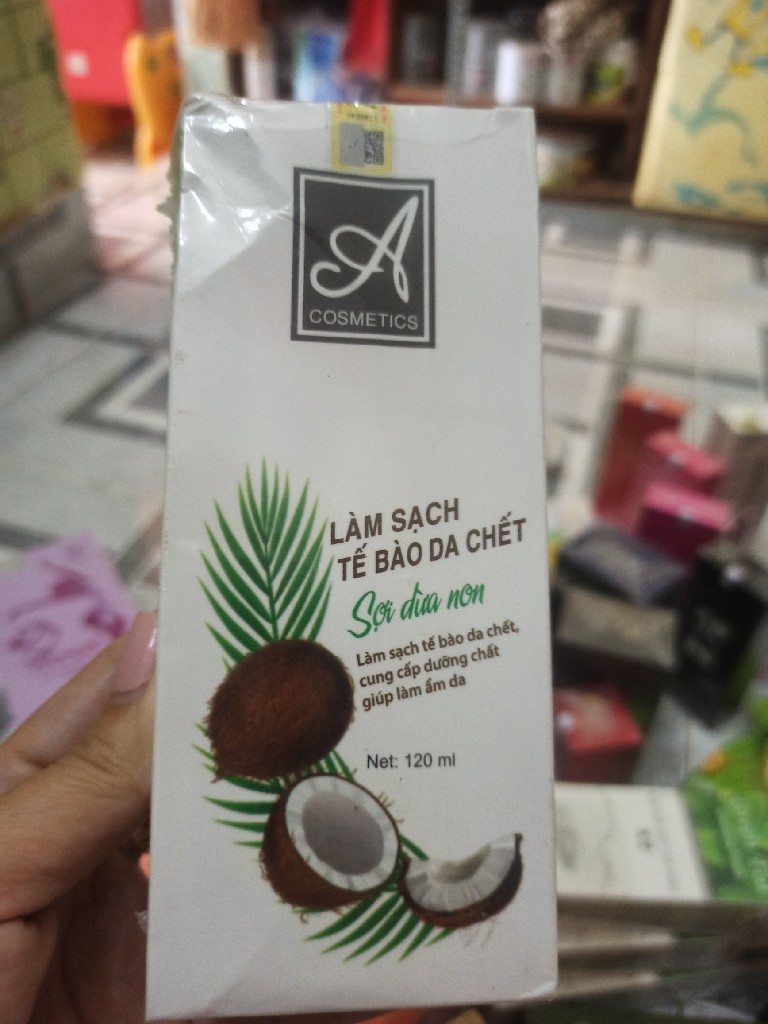 A
COSMETICS
LÀM SẠCH
TẾ BÀO DA CHẾT
Sợi dừa non
Làm sạch tế bào da chết,
cung cấp dưỡng chất
giúp làm ẩm da
Net: 120 ml